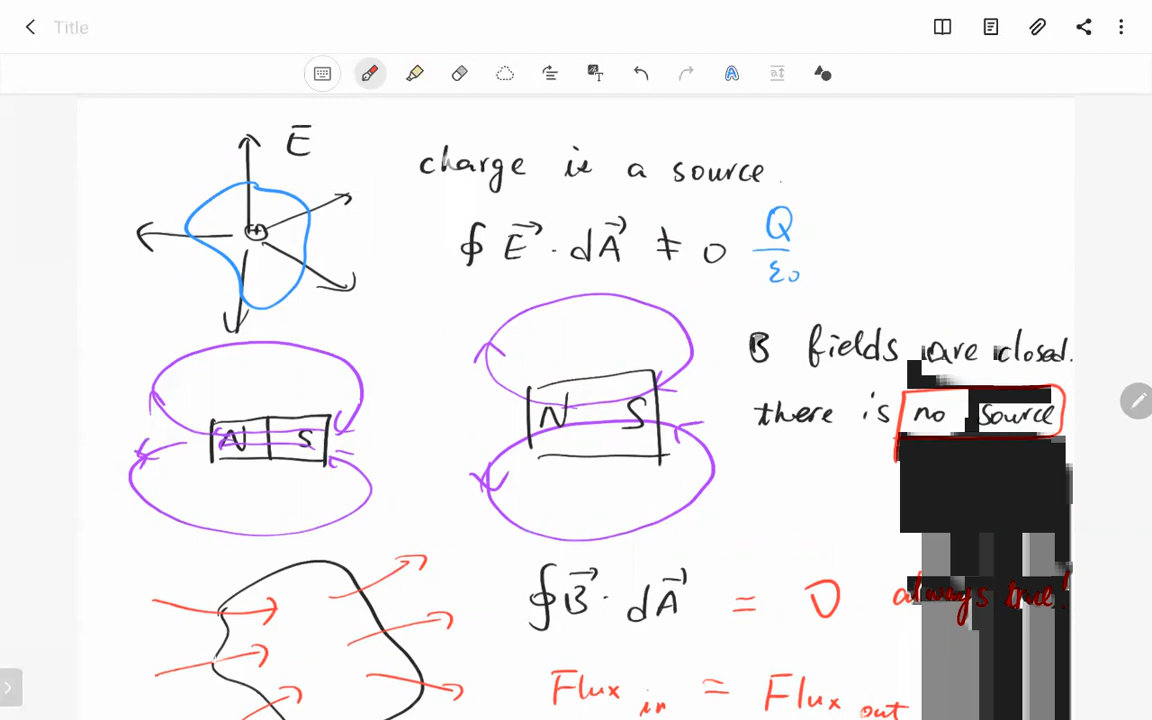 Title
E
charge is a source.
∮ E⃗ · dA⃗ ≠ 0 Q/ε₀
+
B fields are closed.
there is no source
N S
N S
∮ B⃗ · dA⃗ = 0 always true!
Flux in = Flux out